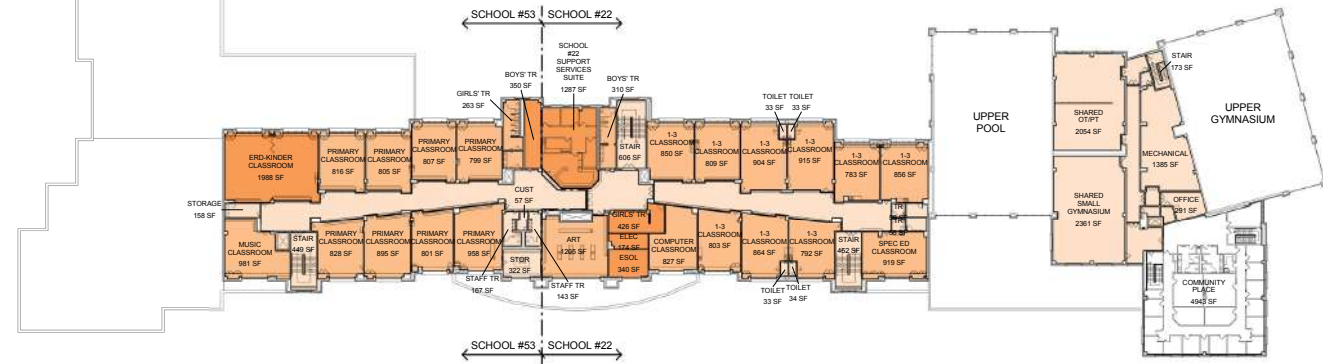 SCHOOL #53
SCHOOL #22
SCHOOL
#22
SUPPORT
SERVICES
SUITE
1287 SF
BOYS' TR
350 SF
BOYS' TR
310 SF
GIRLS' TR
263 SF
TOILET
33 SF
TOILET
33 SF
STAIR
173 SF
ERD-KINDER
CLASSROOM
1988 SF
PRIMARY
CLASSROOM
816 SF
PRIMARY
CLASSROOM
805 SF
PRIMARY
CLASSROOM
807 SF
PRIMARY
CLASSROOM
799 SF
STAIR
606 SF
1-3
CLASSROOM
850 SF
1-3
CLASSROOM
809 SF
1-3
CLASSROOM
904 SF
1-3
CLASSROOM
915 SF
1-3
CLASSROOM
783 SF
1-3
CLASSROOM
856 SF
UPPER
POOL
SHARED
OT/PT
2054 SF
UPPER
GYMNASIUM
MECHANICAL
1385 SF
SHARED
SMALL
GYMNASIUM
2361 SF
OFFICE
291 SF
STORAGE
158 SF
CUST
57 SF
MUSIC
CLASSROOM
981 SF
STAIR
449 SF
PRIMARY
CLASSROOM
828 SF
PRIMARY
CLASSROOM
895 SF
PRIMARY
CLASSROOM
801 SF
PRIMARY
CLASSROOM
958 SF
STOR
322 SF
ART
GIRLS' TR
426 SF
ELEC
174 SF
ESOL
340 SF
COMPUTER
CLASSROOM
827 SF
1-3
CLASSROOM
803 SF
1-3
CLASSROOM
864 SF
1-3
CLASSROOM
792 SF
STAIR
462 SF
TR
TR
SPEC ED
CLASSROOM
919 SF
STAFF TR
167 SF
STAFF TR
143 SF
TOILET
33 SF
TOILET
34 SF
COMMUNITY
PLACE
4943 SF
SCHOOL #53
SCHOOL #22